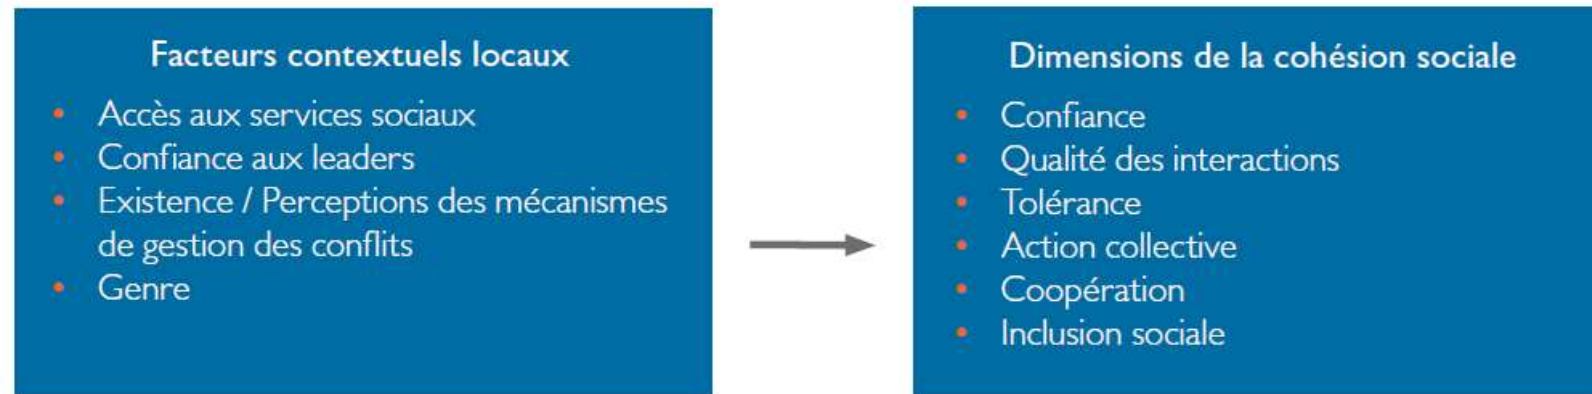 Facteurs contextuels locaux
• Accès aux services sociaux
• Confiance aux leaders
• Existence / Perceptions des mécanismes
de gestion des conflits
• Genre
Dimensions de la cohésion sociale
• Confiance
• Qualité des interactions
• Tolérance
• Action collective
• Coopération
• Inclusion sociale